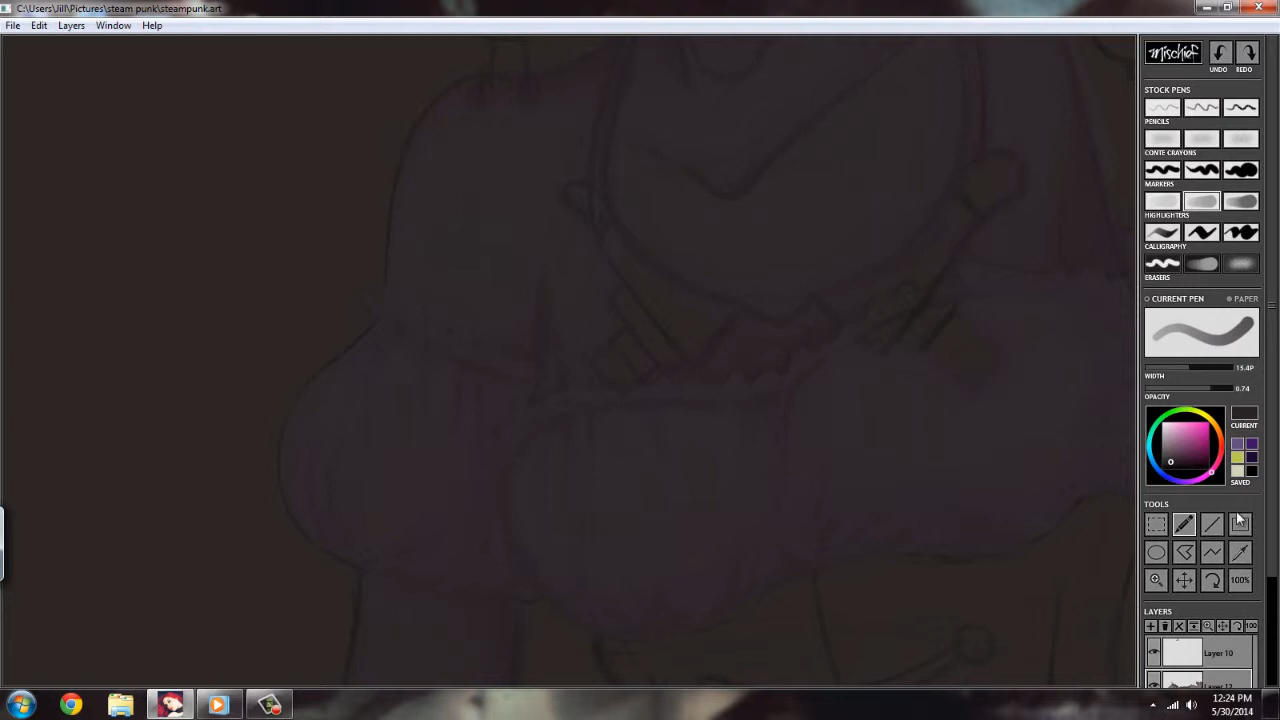 C:\Users\Jill\Pictures\steam punk\steampunk.art
File Edit Layers Window Help
mischief
UNDO REDO
STOCK PENS
PENCILS
CONTE CRAYONS
MARKERS
HIGHLIGHTERS
CALLIGRAPHY
ERASERS
CURRENT PEN PAPER
15.4P
WIDTH
0.74
OPACITY
CURRENT
SAVED
TOOLS
100%
LAYERS
100
Layer 10
12:24 PM
5/30/2014